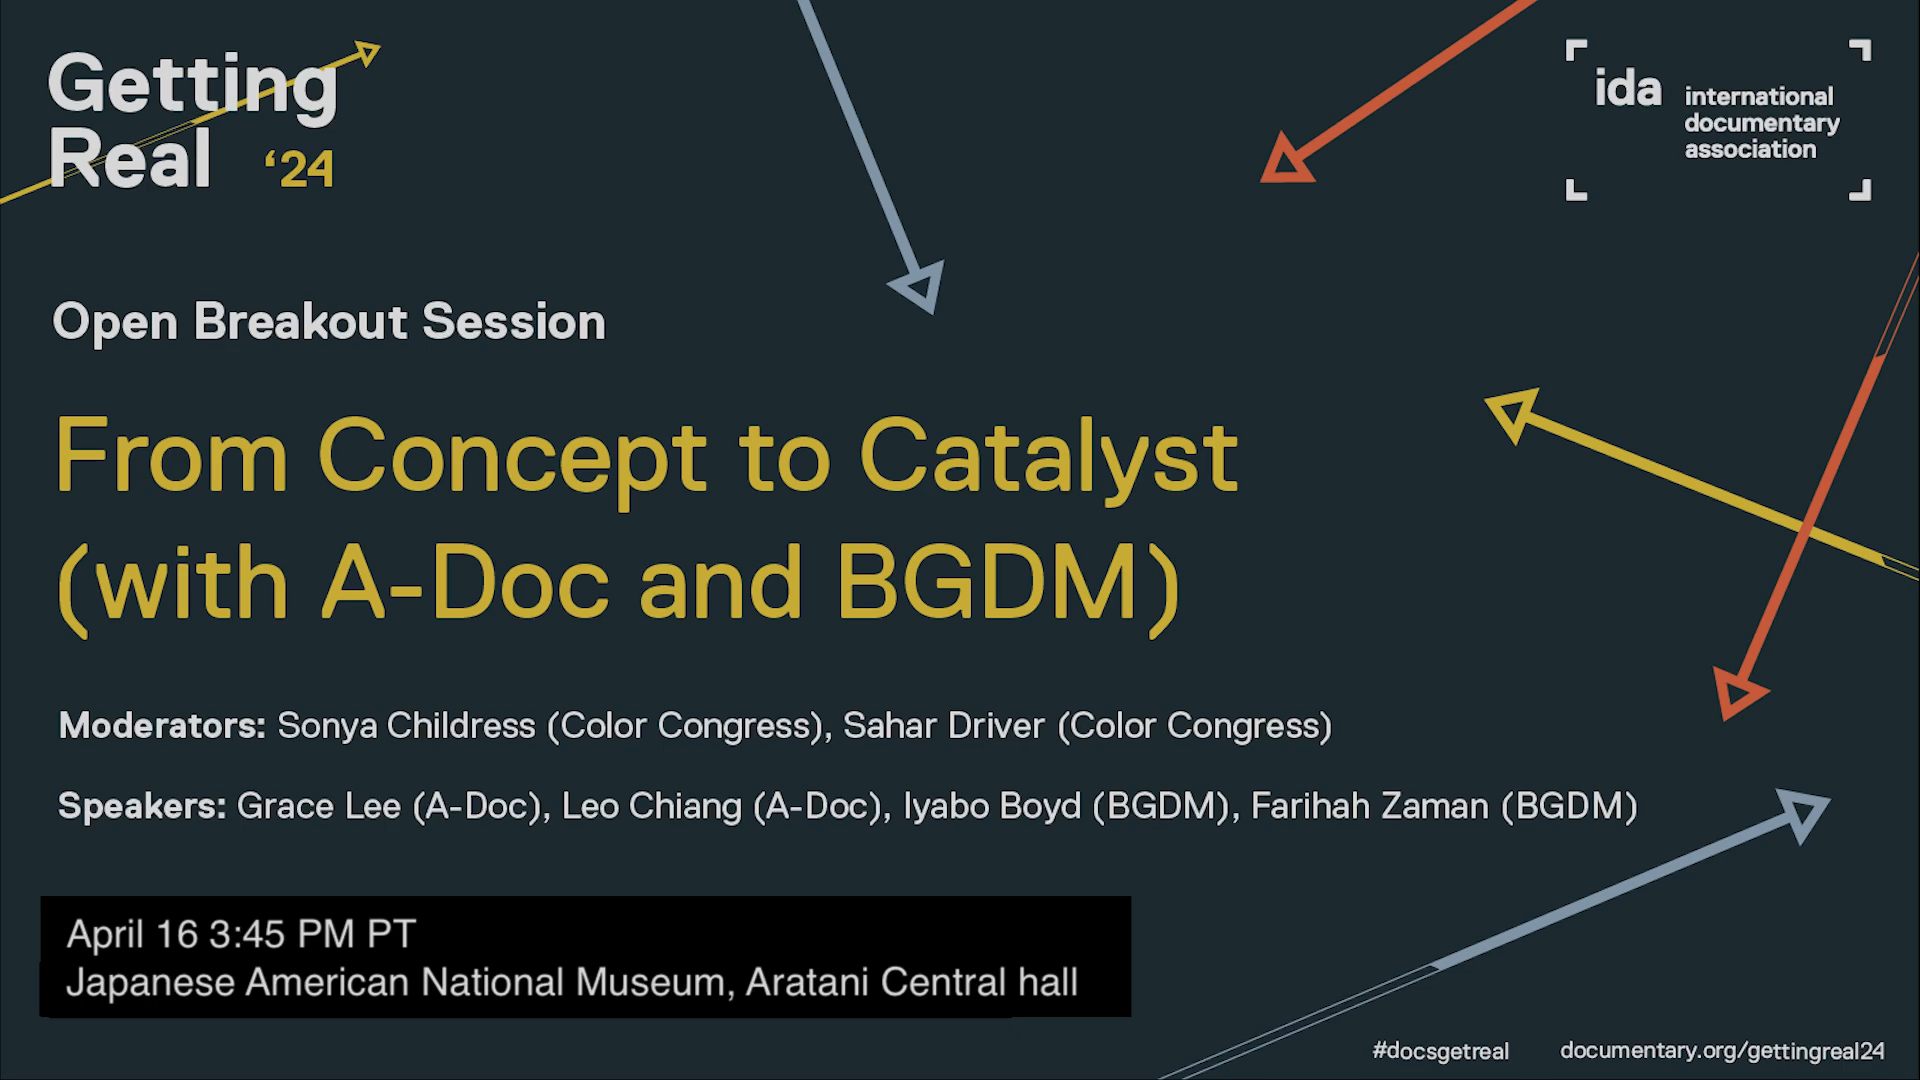 Getting
Real ‘24
ida international
documentary
association
Open Breakout Session
From Concept to Catalyst
(with A-Doc and BGDM)
Moderators: Sonya Childress (Color Congress), Sahar Driver (Color Congress)
Speakers: Grace Lee (A-Doc), Leo Chiang (A-Doc), Iyabo Boyd (BGDM), Farihah Zaman (BGDM)
April 16 3:45 PM PT
Japanese American National Museum, Aratani Central hall
#docsgetreal documentary.org/gettingreal24